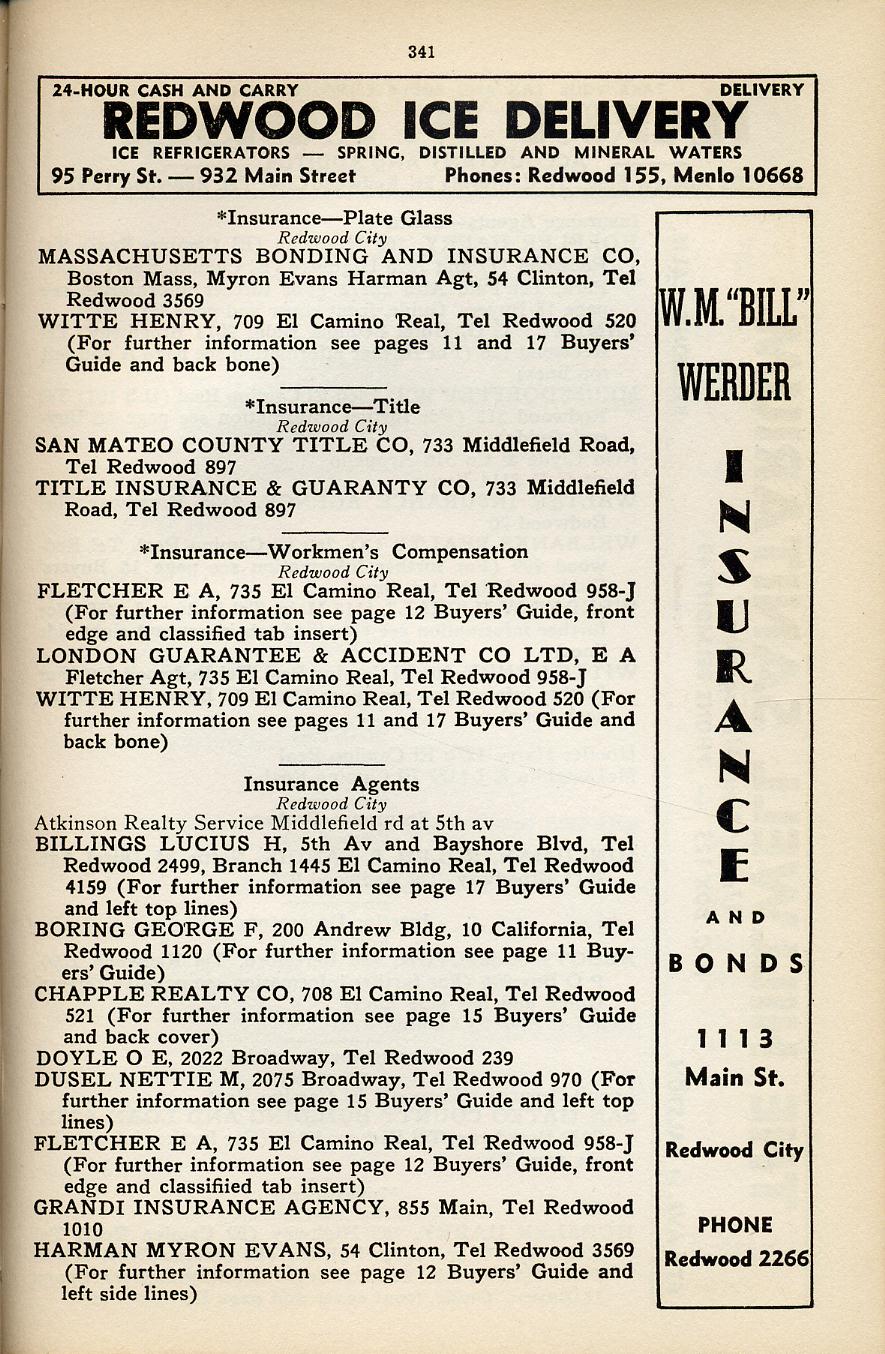 341
24-HOUR CASH AND CARRY DELIVERY
REDWOOD ICE DELIVERY
ICE REFRIGERATORS — SPRING, DISTILLED AND MINERAL WATERS
95 Perry St. — 932 Main Street Phones: Redwood 155, Menlo 10668
*Insurance—Plate Glass
Redwood City
MASSACHUSETTS BONDING AND INSURANCE CO,
Boston Mass, Myron Evans Harman Agt, 54 Clinton, Tel
Redwood 3569
WITTE HENRY, 709 El Camino Real, Tel Redwood 520
(For further information see pages 11 and 17 Buyers'
Guide and back bone)
*Insurance—Title
Redwood City
SAN MATEO COUNTY TITLE CO, 733 Middlefield Road,
Tel Redwood 897
TITLE INSURANCE & GUARANTY CO, 733 Middlefield
Road, Tel Redwood 897
*Insurance—Workmen's Compensation
Redwood City
FLETCHER E A, 735 El Camino Real, Tel Redwood 958-J
(For further information see page 12 Buyers' Guide, front
edge and classified tab insert)
LONDON GUARANTEE & ACCIDENT CO LTD, E A
Fletcher Agt, 735 El Camino Real, Tel Redwood 958-J
WITTE HENRY, 709 El Camino Real, Tel Redwood 520 (For
further information see pages 11 and 17 Buyers' Guide and
back bone)
Insurance Agents
Redwood City
Atkinson Realty Service Middlefield rd at 5th av
BILLINGS LUCIUS H, 5th Av and Bayshore Blvd, Tel
Redwood 2499, Branch 1445 El Camino Real, Tel Redwood
4159 (For further information see page 17 Buyers' Guide
and left top lines)
BORING GEORGE F, 200 Andrew Bldg, 10 California, Tel
Redwood 1120 (For further information see page 11 Buy-
ers' Guide)
CHAPPLE REALTY CO, 708 El Camino Real, Tel Redwood
521 (For further information see page 15 Buyers' Guide
and back cover)
DOYLE O E, 2022 Broadway, Tel Redwood 239
DUSEL NETTIE M, 2075 Broadway, Tel Redwood 970 (For
further information see page 15 Buyers' Guide and left top
lines)
FLETCHER E A, 735 El Camino Real, Tel Redwood 958-J
(For further information see page 12 Buyers' Guide, front
edge and classifiied tab insert)
GRANDI INSURANCE AGENCY, 855 Main, Tel Redwood
1010
HARMAN MYRON EVANS, 54 Clinton, Tel Redwood 3569
(For further information see page 12 Buyers' Guide and
left side lines)
W.M. "BILL"
WERDER
INSURANCE
AND
BONDS
1113
Main St.
Redwood City
PHONE
Redwood 2266